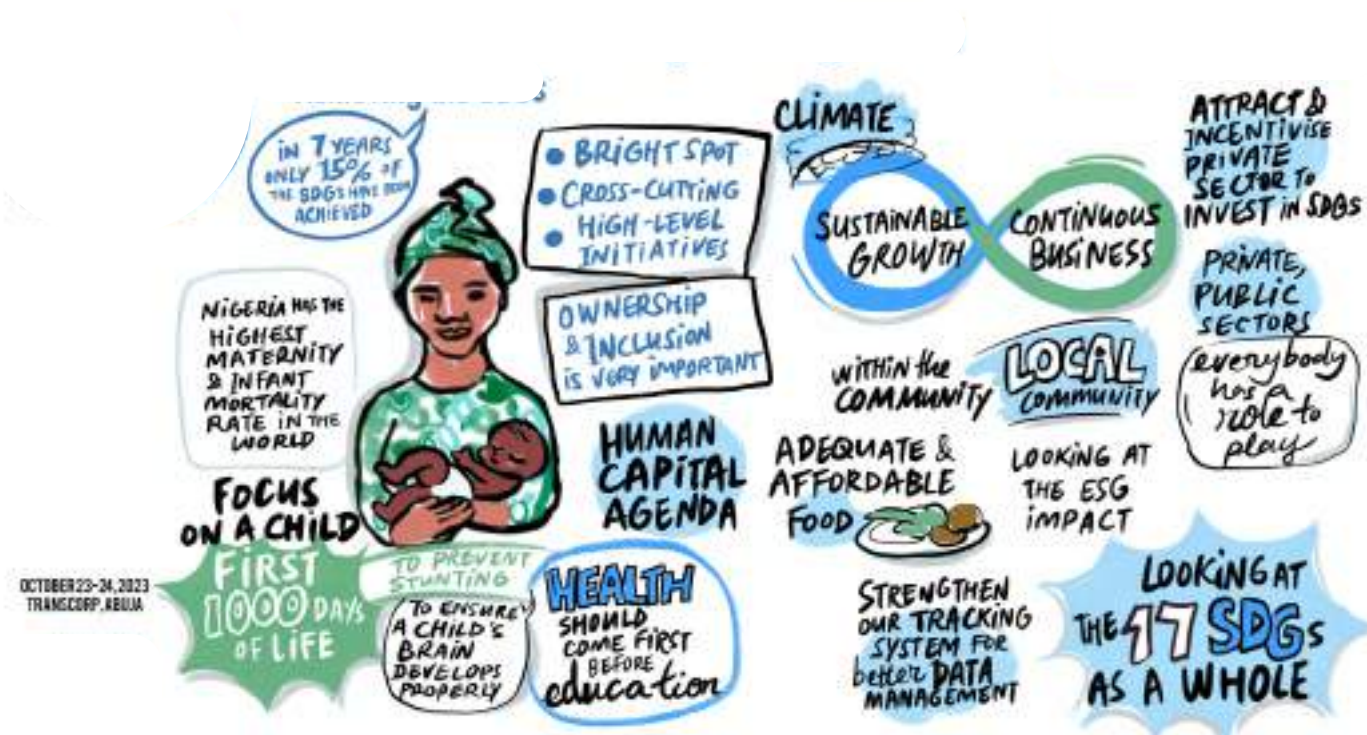 IN 7 YEARS
ONLY 15% OF
THE SDGS HAVE BEEN
ACHIEVED
BRIGHT SPOT
CROSS-CUTTING
HIGH-LEVEL
INITIATIVES
OWNERSHIP
& INCLUSION
IS VERY IMPORTANT
NIGERIA HAS THE
HIGHEST
MATERNITY
& INFANT
MORTALITY
RATE IN THE
WORLD
FOCUS
ON A CHILD
FIRST
1000 DAYS
OF LIFE
TO PREVENT
STUNTING
TO ENSURE
A CHILD'S
BRAIN
DEVELOPS
PROPERLY
HUMAN
CAPITAL
AGENDA
HEALTH
SHOULD
COME FIRST
BEFORE
education
OCTOBER 23-24, 2023
TRANSCORP, ABUJA
CLIMATE
SUSTAINABLE
GROWTH
CONTINUOUS
BUSINESS
ATTRACT &
INCENTIVISE
PRIVATE
SECTOR TO
INVEST IN SDGS
PRIVATE,
PUBLIC
SECTORS
everybody
has a
role to
play
within the
COMMUNITY
LOCAL
COMMUNITY
ADEQUATE &
AFFORDABLE
FOOD
LOOKING AT
THE ESG
IMPACT
STRENGTHEN
OUR TRACKING
SYSTEM FOR
better DATA
MANAGEMENT
LOOKING AT
THE 17 SDGs
AS A WHOLE